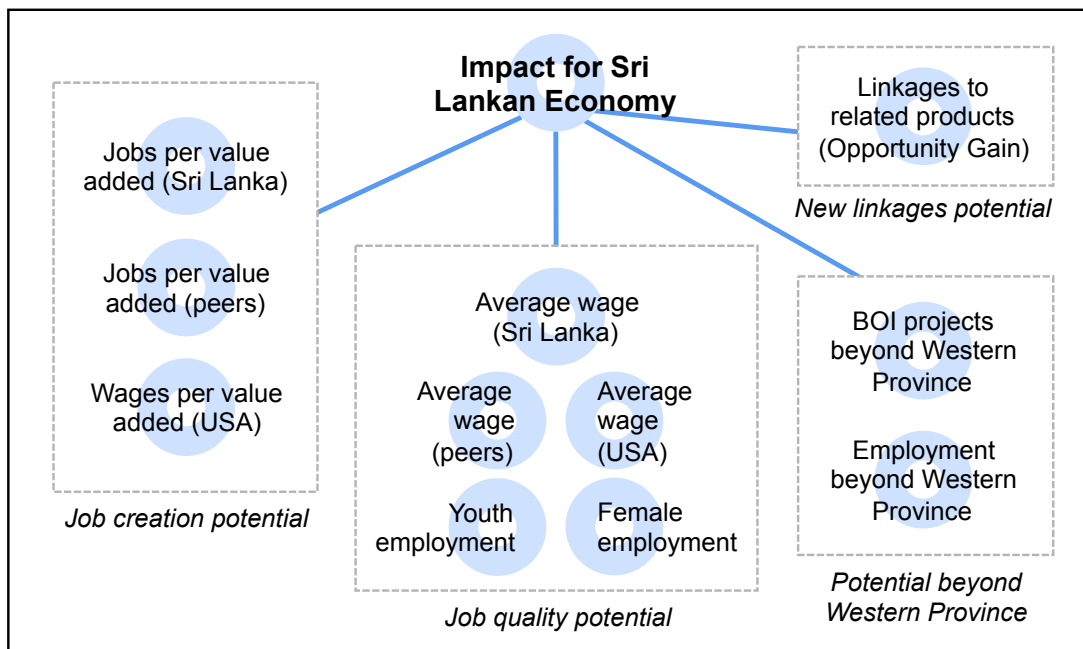 Impact for Sri
Lankan Economy
Jobs per value
added (Sri Lanka)
Jobs per value
added (peers)
Wages per value
added (USA)
Job creation potential
Average wage
(Sri Lanka)
Average
wage
(peers)
Average
wage
(USA)
Youth
employment
Female
employment
Job quality potential
Linkages to
related products
(Opportunity Gain)
New linkages potential
BOI projects
beyond Western
Province
Employment
beyond Western
Province
Potential beyond
Western Province